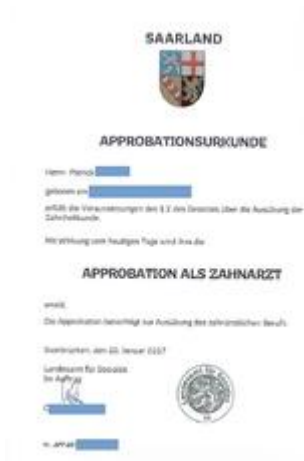 SAARLAND
APPROBATIONSURKUNDE
Herrn Patrick
geboren am
erfüllt die Voraussetzungen des § 2 des Gesetzes über die Ausübung der
Zahnheilkunde.
Mit Wirkung vom heutigen Tage wird ihm die
APPROBATION ALS ZAHNARZT
erteilt.
Die Approbation berechtigt zur Ausübung des zahnärztlichen Berufs.
Saarbrücken, den Januar
Landesamt für Soziales
Im Auftrag